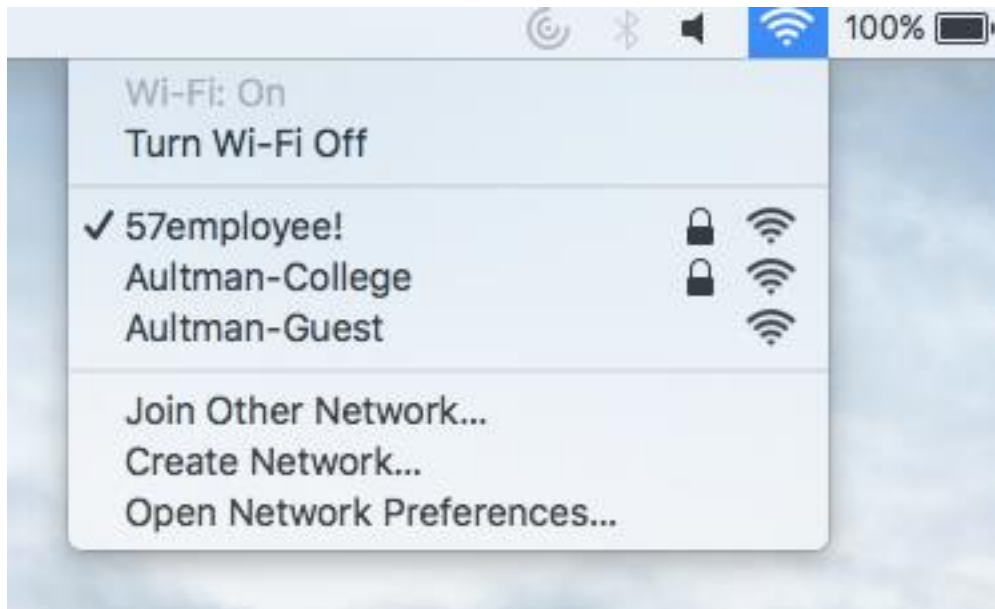 100%
Wi-Fi: On
Turn Wi-Fi Off
57employee!
Aultman-College
Aultman-Guest
Join Other Network...
Create Network...
Open Network Preferences...